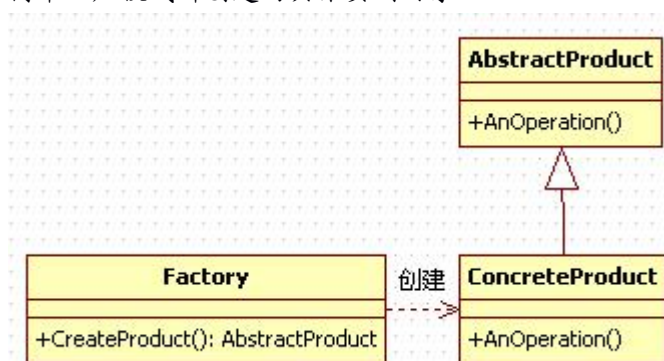 AbstractProduct
+AnOperation()
Factory
创建
ConcreteProduct
+CreateProduct(): AbstractProduct
+AnOperation()